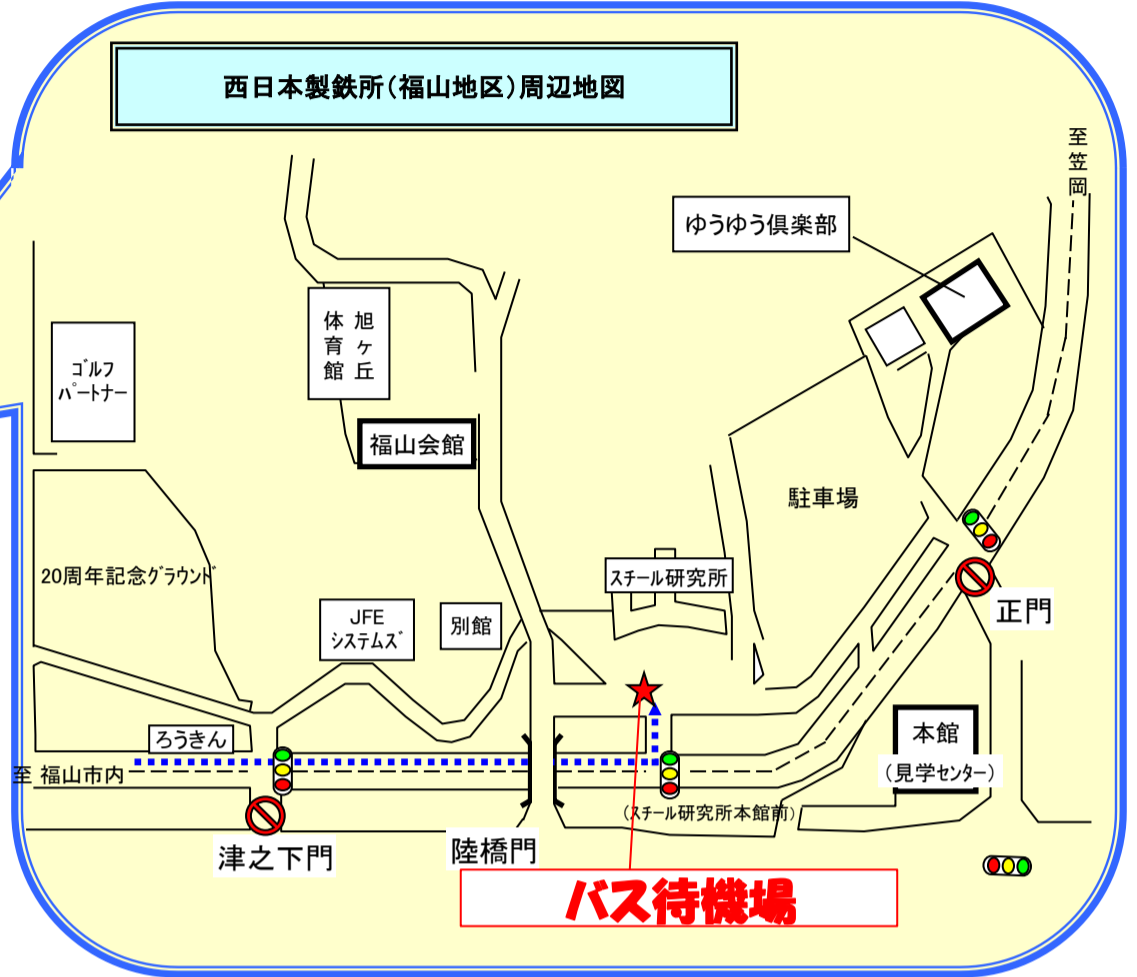 西日本製鉄所(福山地区)周辺地図
至笠岡
ゆうゆう倶楽部
旭ヶ丘
体育館
ゴルフ
パートナー
福山会館
駐車場
20周年記念グラウンド
スチール研究所
JFE
システムズ
別館
正門
ろうきん
本館
(見学センター)
至 福山市内
(スチール研究所本館前)
津之下門
陸橋門
バス待機場